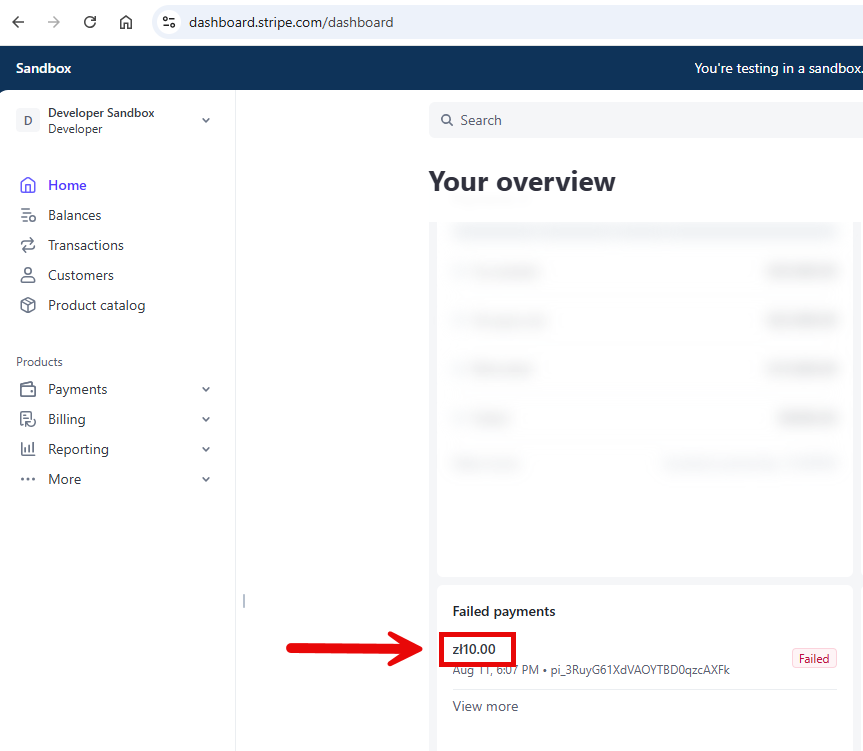 dashboard.stripe.com/dashboard
Sandbox
You're testing in a sandbox.
D
Developer Sandbox
Developer
Search
Home
Balances
Transactions
Customers
Product catalog
Products
Payments
Billing
Reporting
More
Your overview
Failed payments
zł10.00
Aug 11, 6:07 PM • pi_3RuyG61XdVAOYTBD0qzcAXFk
Failed
View more